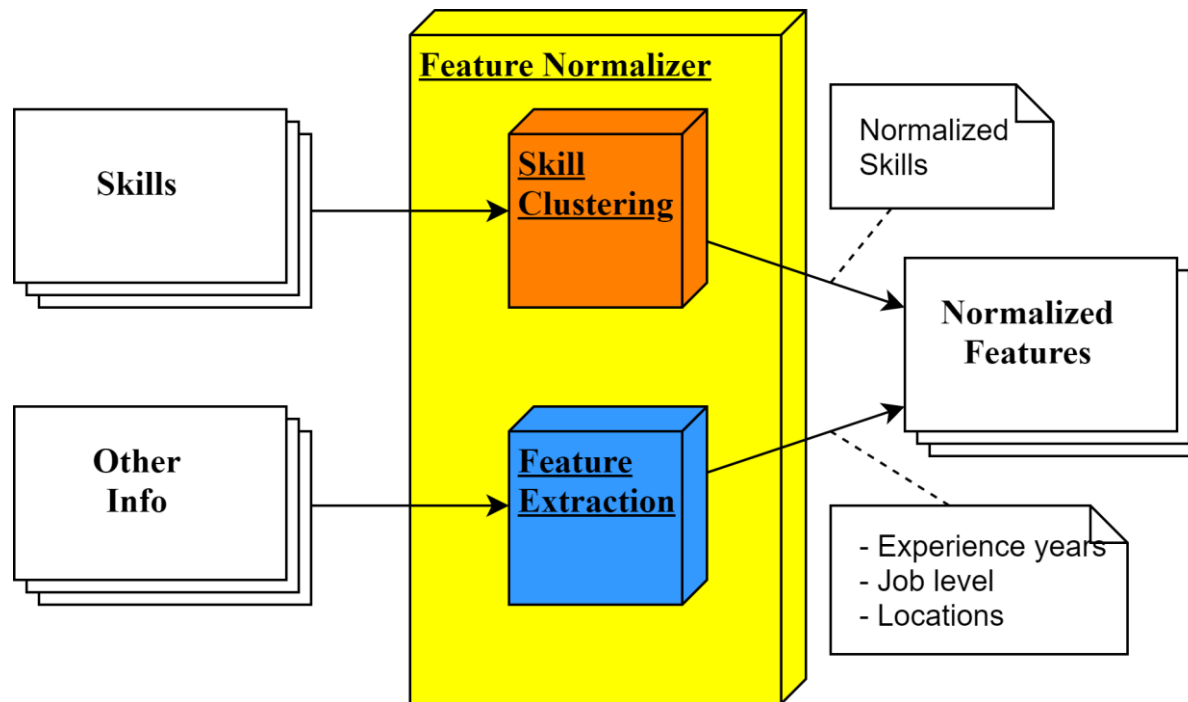 Feature Normalizer
Skills
Skill
Clustering
Normalized
Skills
Normalized
Features
Other
Info
Feature
Extraction
- Experience years
- Job level
- Locations